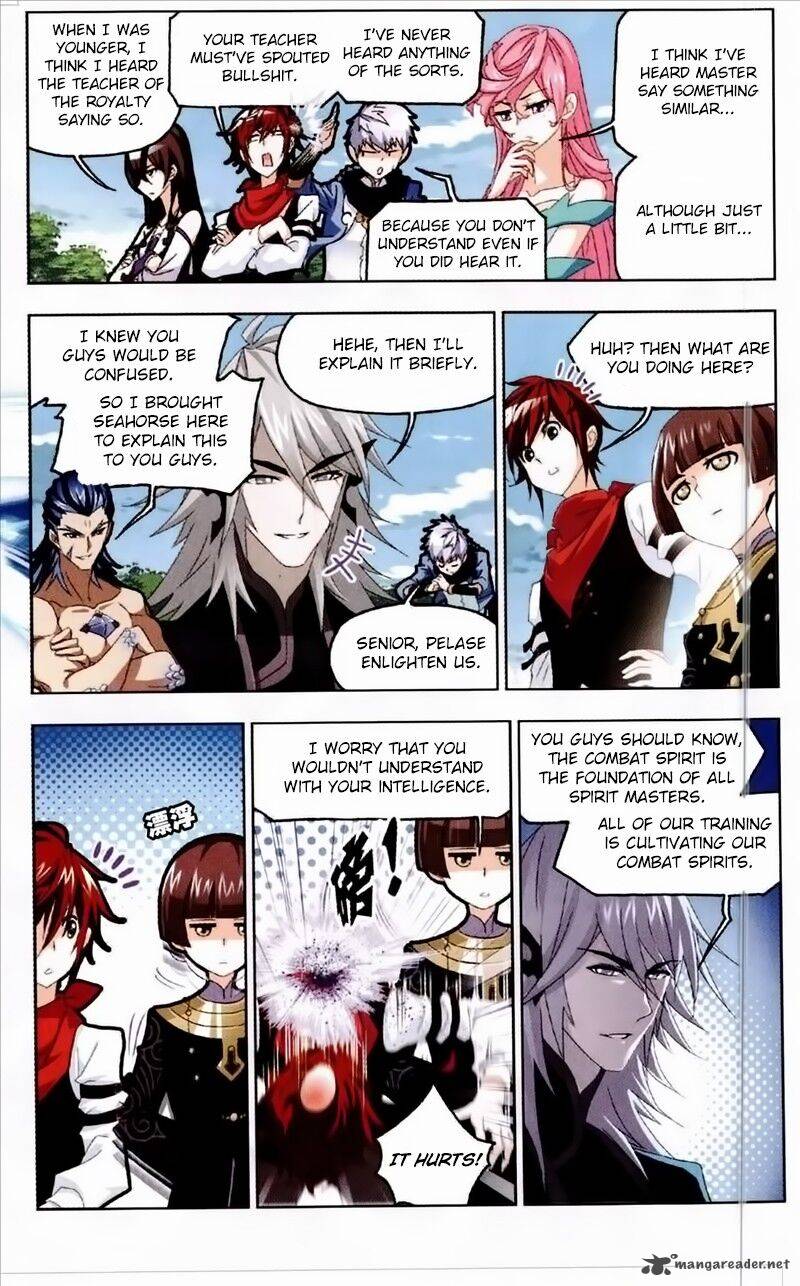 WHEN I WAS
YOUNGER, I
THINK I HEARD
THE TEACHER OF
THE ROYALTY
SAYING SO.
YOUR TEACHER
MUST'VE SPOUTED
BULLSHIT.
I'VE NEVER
HEARD ANYTHING
OF THE SORTS.
BECAUSE YOU DON'T
UNDERSTAND EVEN IF
YOU DID HEAR IT.
I THINK I'VE
HEARD MASTER
SAY SOMETHING
SIMILAR...
ALTHOUGH JUST
A LITTLE BIT...
I KNEW YOU
GUYS WOULD BE
CONFUSED.
SO I BROUGHT
SEAHORSE HERE
TO EXPLAIN THIS
TO YOU GUYS.
HEHE, THEN I'LL
EXPLAIN IT BRIEFLY.
SENIOR, PELASE
ENLIGHTEN US.
HUH? THEN WHAT ARE
YOU DOING HERE?
漂浮
I WORRY THAT YOU
WOULDN'T UNDERSTAND
WITH YOUR INTELLIGENCE.
IT HURTS!
YOU GUYS SHOULD KNOW,
THE COMBAT SPIRIT IS
THE FOUNDATION OF ALL
SPIRIT MASTERS.
ALL OF OUR TRAINING
IS CULTIVATING OUR
COMBAT SPIRITS.
mangareader.net